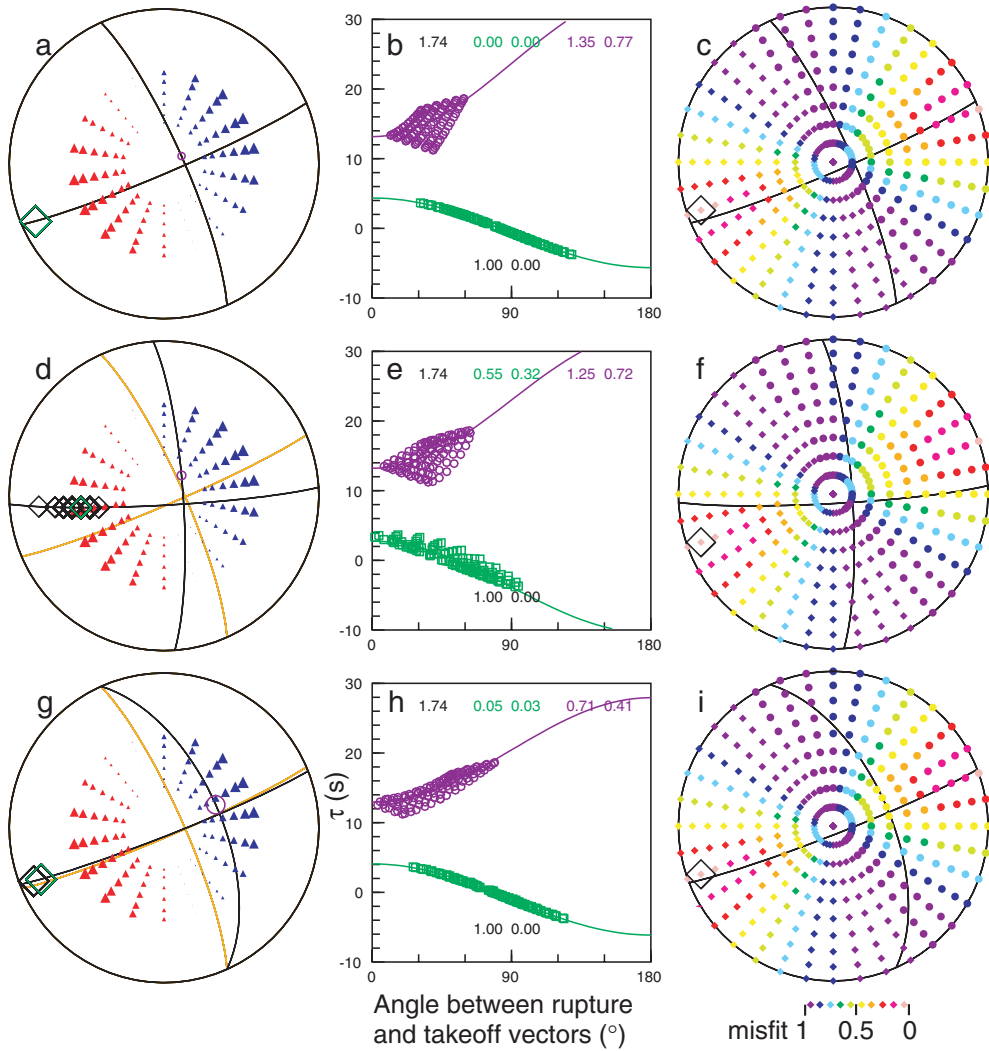 a
b
c
30
20
10
0
-10
1.74 0.00 0.00 1.35 0.77
1.00 0.00
0 90 180
d
e
f
30
20
10
0
-10
1.74 0.55 0.32 1.25 0.72
1.00 0.00
0 90 180
g
h
i
30
20
10
0
-10
τ (s)
1.74 0.05 0.03 0.71 0.41
1.00 0.00
0 90 180
Angle between rupture
and takeoff vectors (°)
misfit 1 0.5 0